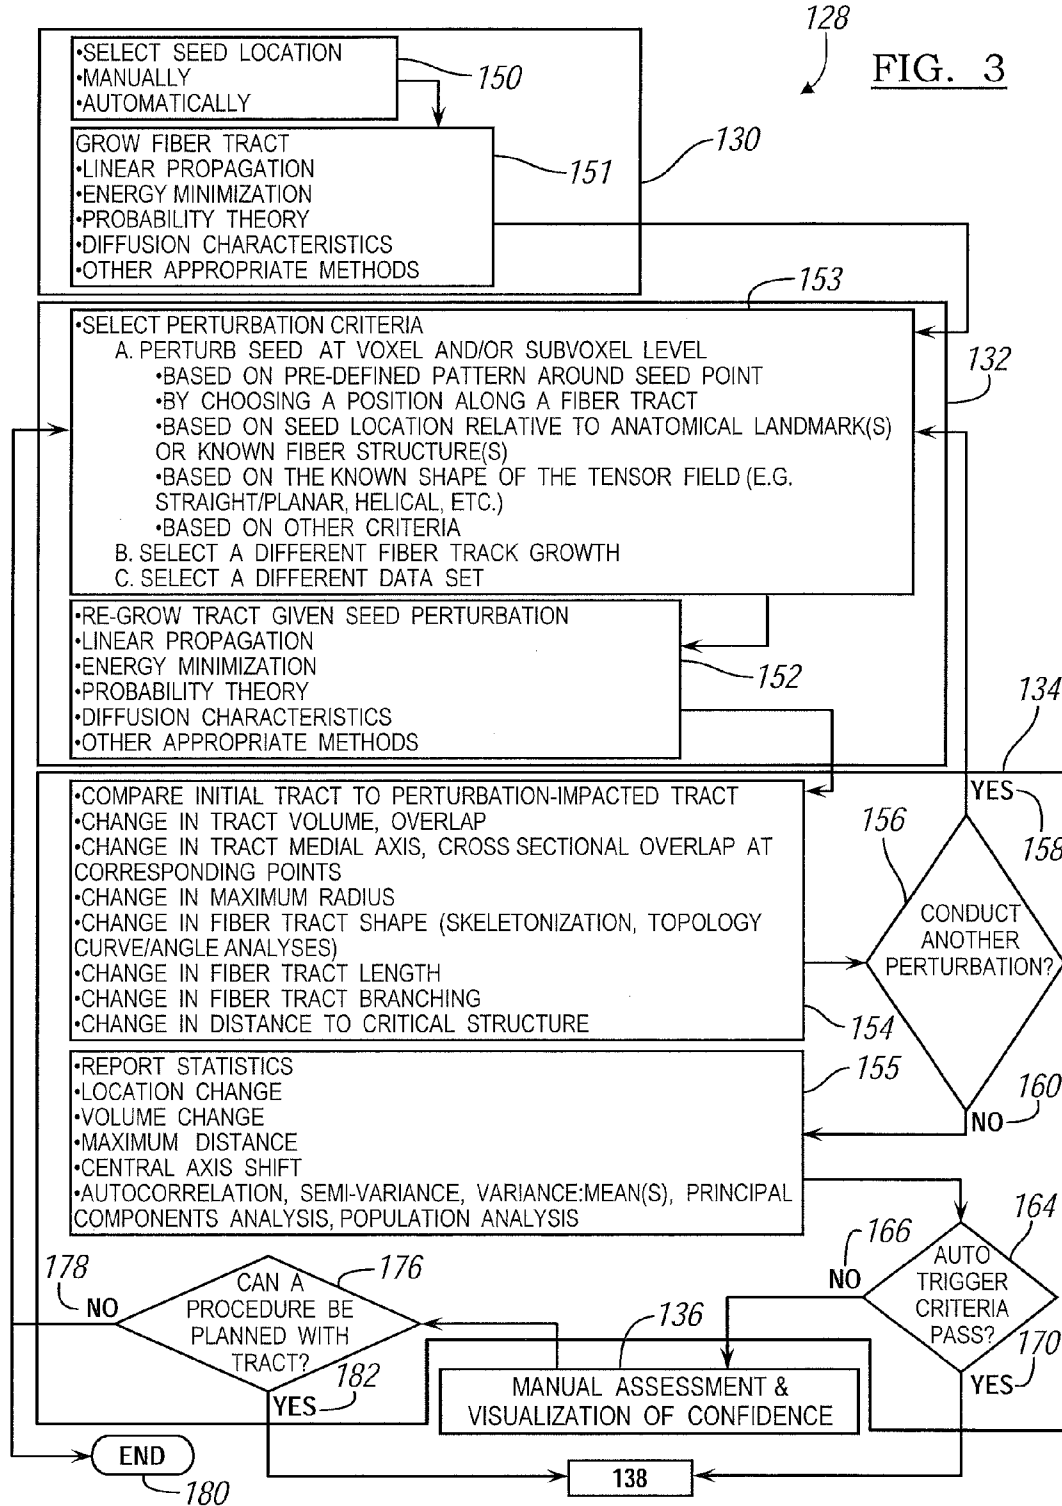 128
FIG. 3
•SELECT SEED LOCATION
•MANUALLY
•AUTOMATICALLY
150
GROW FIBER TRACT
•LINEAR PROPAGATION
•ENERGY MINIMIZATION
•PROBABILITY THEORY
•DIFFUSION CHARACTERISTICS
•OTHER APPROPRIATE METHODS
151
130
153
•SELECT PERTURBATION CRITERIA
A. PERTURB SEED AT VOXEL AND/OR SUBVOXEL LEVEL
•BASED ON PRE-DEFINED PATTERN AROUND SEED POINT
•BY CHOOSING A POSITION ALONG A FIBER TRACT
•BASED ON SEED LOCATION RELATIVE TO ANATOMICAL LANDMARK(S)
OR KNOWN FIBER STRUCTURE(S)
•BASED ON THE KNOWN SHAPE OF THE TENSOR FIELD (E.G.
STRAIGHT/PLANAR, HELICAL, ETC.)
•BASED ON OTHER CRITERIA
B. SELECT A DIFFERENT FIBER TRACK GROWTH
C. SELECT A DIFFERENT DATA SET
132
•RE-GROW TRACT GIVEN SEED PERTURBATION
•LINEAR PROPAGATION
•ENERGY MINIMIZATION
•PROBABILITY THEORY
•DIFFUSION CHARACTERISTICS
•OTHER APPROPRIATE METHODS
152
134
•COMPARE INITIAL TRACT TO PERTURBATION-IMPACTED TRACT
•CHANGE IN TRACT VOLUME, OVERLAP
•CHANGE IN TRACT MEDIAL AXIS, CROSS SECTIONAL OVERLAP AT
CORRESPONDING POINTS
•CHANGE IN MAXIMUM RADIUS
•CHANGE IN FIBER TRACT SHAPE (SKELETONIZATION, TOPOLOGY
CURVE/ANGLE ANALYSES)
•CHANGE IN FIBER TRACT LENGTH
•CHANGE IN FIBER TRACT BRANCHING
•CHANGE IN DISTANCE TO CRITICAL STRUCTURE
154
YES
158
156
CONDUCT
ANOTHER
PERTURBATION?
160
NO
•REPORT STATISTICS
•LOCATION CHANGE
•VOLUME CHANGE
•MAXIMUM DISTANCE
•CENTRAL AXIS SHIFT
•AUTOCORRELATION, SEMI-VARIANCE, VARIANCE:MEAN(S), PRINCIPAL
COMPONENTS ANALYSIS, POPULATION ANALYSIS
155
164
166
NO
AUTO
TRIGGER
CRITERIA
PASS?
170
YES
178
NO
176
CAN A
PROCEDURE BE
PLANNED WITH
TRACT?
182
YES
136
MANUAL ASSESSMENT &
VISUALIZATION OF CONFIDENCE
END
180
138